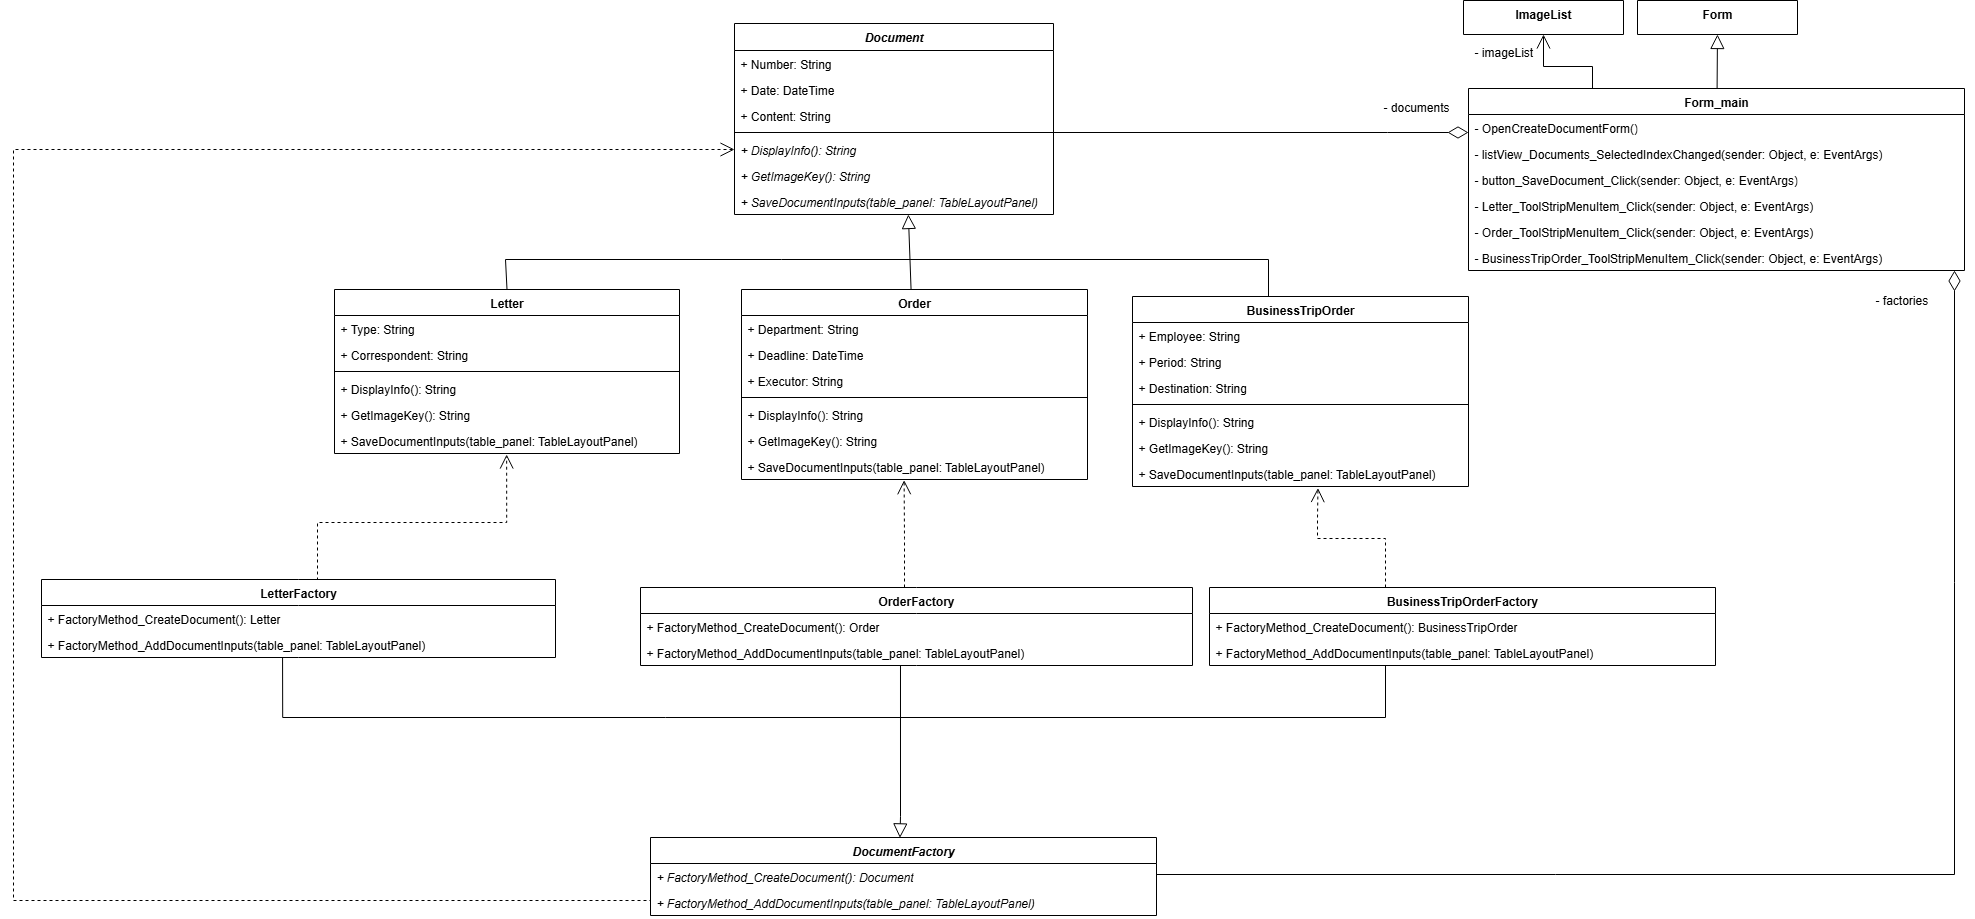 ImageList
Form
- imageList
Document
+ Number: String
+ Date: DateTime
+ Content: String
+ DisplayInfo(): String
+ GetImageKey(): String
+ SaveDocumentInputs(table_panel: TableLayoutPanel)
- documents
Form_main
- OpenCreateDocumentForm()
- listView_Documents_SelectedIndexChanged(sender: Object, e: EventArgs)
- button_SaveDocument_Click(sender: Object, e: EventArgs)
- Letter_ToolStripMenuItem_Click(sender: Object, e: EventArgs)
- Order_ToolStripMenuItem_Click(sender: Object, e: EventArgs)
- BusinessTripOrder_ToolStripMenuItem_Click(sender: Object, e: EventArgs)
- factories
Letter
+ Type: String
+ Correspondent: String
+ DisplayInfo(): String
+ GetImageKey(): String
+ SaveDocumentInputs(table_panel: TableLayoutPanel)
Order
+ Department: String
+ Deadline: DateTime
+ Executor: String
+ DisplayInfo(): String
+ GetImageKey(): String
+ SaveDocumentInputs(table_panel: TableLayoutPanel)
BusinessTripOrder
+ Employee: String
+ Period: String
+ Destination: String
+ DisplayInfo(): String
+ GetImageKey(): String
+ SaveDocumentInputs(table_panel: TableLayoutPanel)
LetterFactory
+ FactoryMethod_CreateDocument(): Letter
+ FactoryMethod_AddDocumentInputs(table_panel: TableLayoutPanel)
OrderFactory
+ FactoryMethod_CreateDocument(): Order
+ FactoryMethod_AddDocumentInputs(table_panel: TableLayoutPanel)
BusinessTripOrderFactory
+ FactoryMethod_CreateDocument(): BusinessTripOrder
+ FactoryMethod_AddDocumentInputs(table_panel: TableLayoutPanel)
DocumentFactory
+ FactoryMethod_CreateDocument(): Document
+ FactoryMethod_AddDocumentInputs(table_panel: TableLayoutPanel)